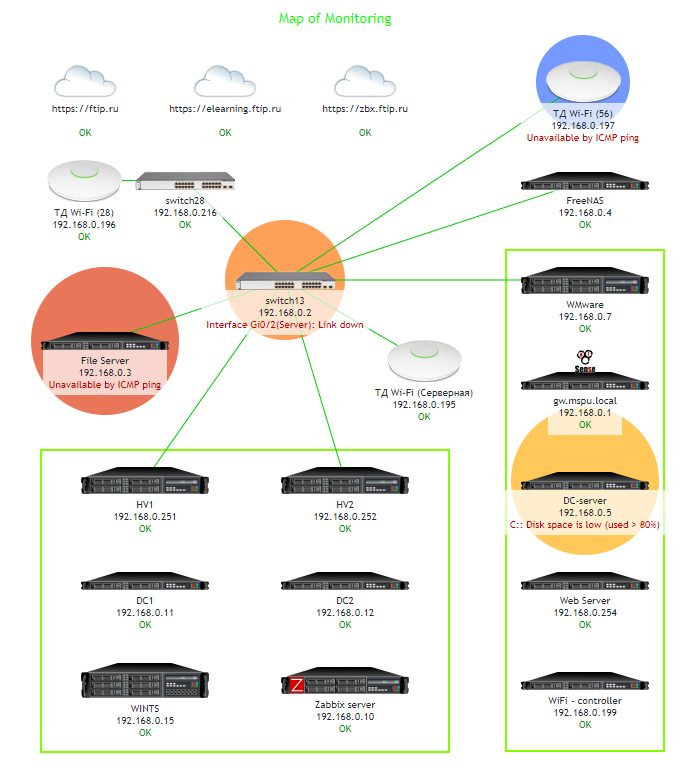 Map of Monitoring
https://ftip.ru
OK
https://elearning.ftip.ru
OK
https://zbx.ftip.ru
OK
ТД Wi-Fi (56)
192.168.0.197
Unavailable by ICMP ping
ТД Wi-Fi (28)
192.168.0.196
OK
switch28
192.168.0.216
OK
FreeNAS
192.168.0.4
OK
switch13
192.168.0.2
Interface Gi0/2(Server): Link down
WMware
192.168.0.7
OK
File Server
192.168.0.3
Unavailable by ICMP ping
ТД Wi-Fi (Серверная)
192.168.0.195
OK
pf
Sense
gw.mspu.local
192.168.0.1
OK
HV1
192.168.0.251
OK
HV2
192.168.0.252
OK
DC-server
192.168.0.5
C:: Disk space is low (used > 80%)
DC1
192.168.0.11
OK
DC2
192.168.0.12
OK
Web Server
192.168.0.254
OK
WINTS
192.168.0.15
OK
Z
Zabbix server
192.168.0.10
OK
WiFi - controller
192.168.0.199
OK